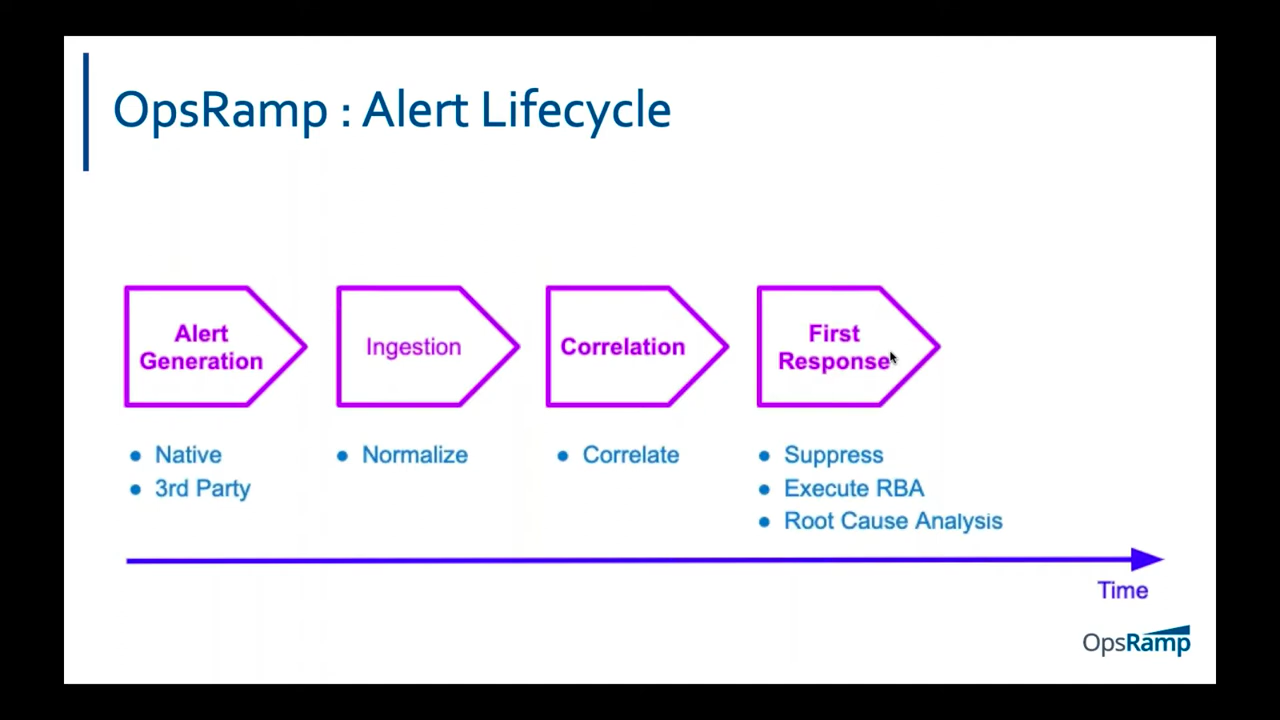 OpsRamp : Alert Lifecycle
Alert
Generation
Ingestion
Correlation
First
Response
● Native
● 3rd Party
● Normalize
● Correlate
● Suppress
● Execute RBA
● Root Cause Analysis
Time
OpsRamp